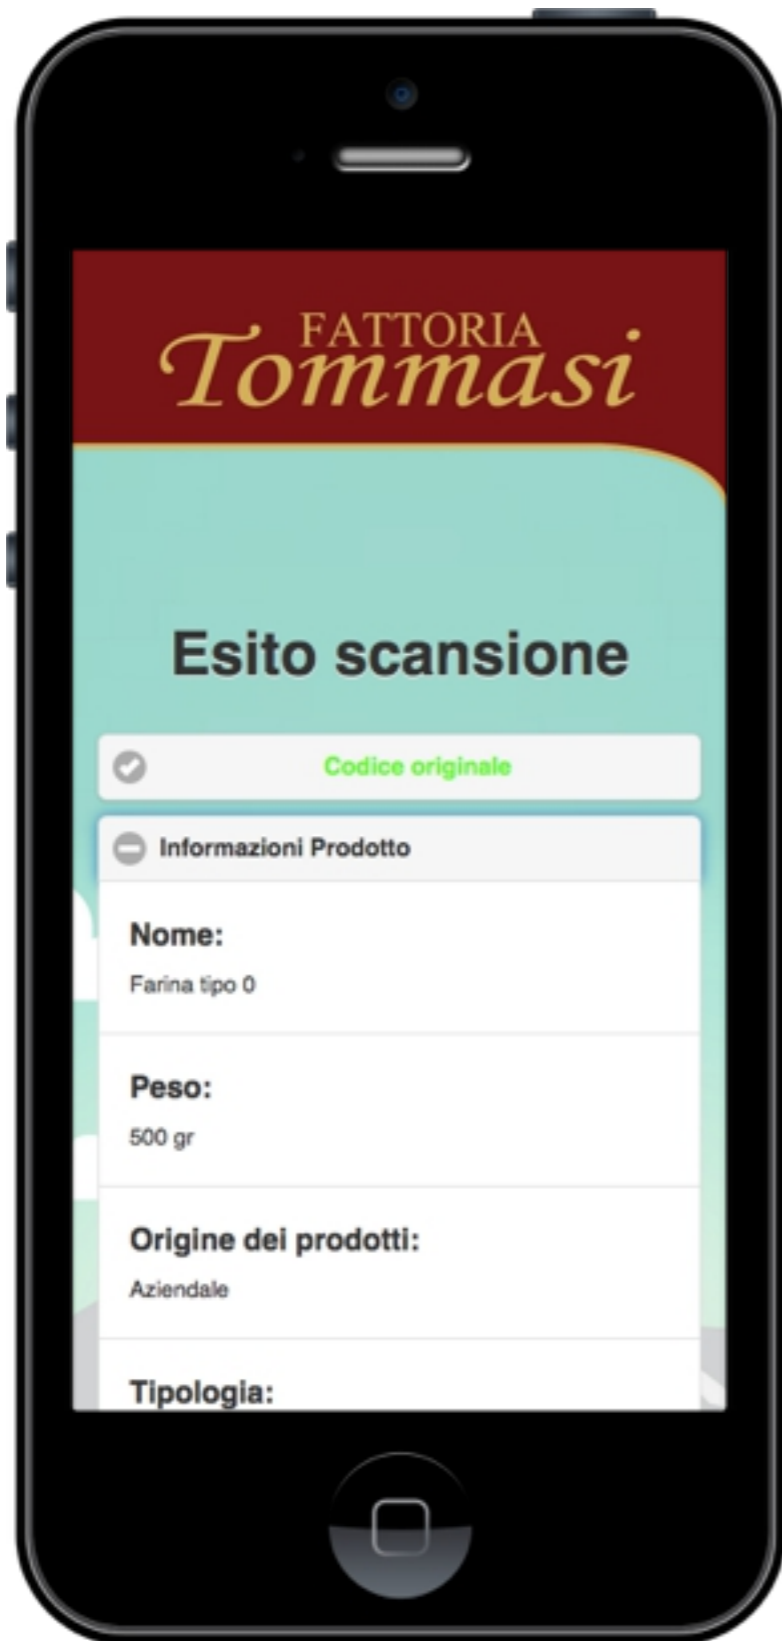 FATTORIA
Tommasi
Esito scansione
Codice originale
Informazioni Prodotto
Nome:
Farina tipo 0
Peso:
500 gr
Origine dei prodotti:
Aziendale
Tipologia: